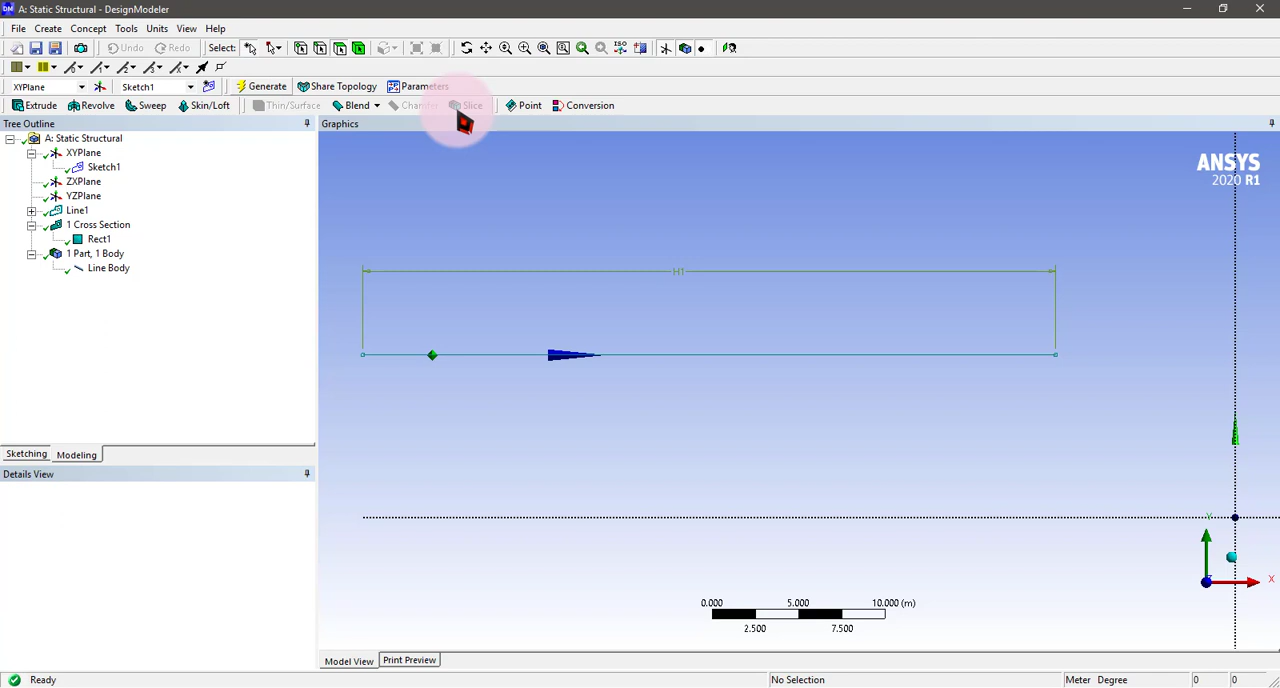 DM A: Static Structural - DesignModeler
File Create Concept Tools Units View Help
Undo Redo Select: ISO
XYPlane Sketch1 Generate Share Topology Parameters
Extrude Revolve Sweep Skin/Loft Thin/Surface Blend Chamfer Slice Point Conversion
Tree Outline
A: Static Structural
XYPlane
Sketch1
ZXPlane
YZPlane
Line1
1 Cross Section
Rect1
1 Part, 1 Body
Line Body
Sketching Modeling
Details View
Graphics
ANSYS
2020 R1
H1
Y
X
0.000 5.000 10.000 (m)
2.500 7.500
Model View Print Preview
Ready No Selection Meter Degree 0 0